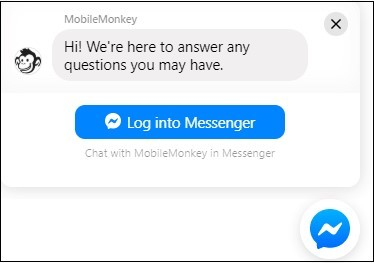 MobileMonkey
Hi! We're here to answer any
questions you may have.
Log into Messenger
Chat with MobileMonkey in Messenger